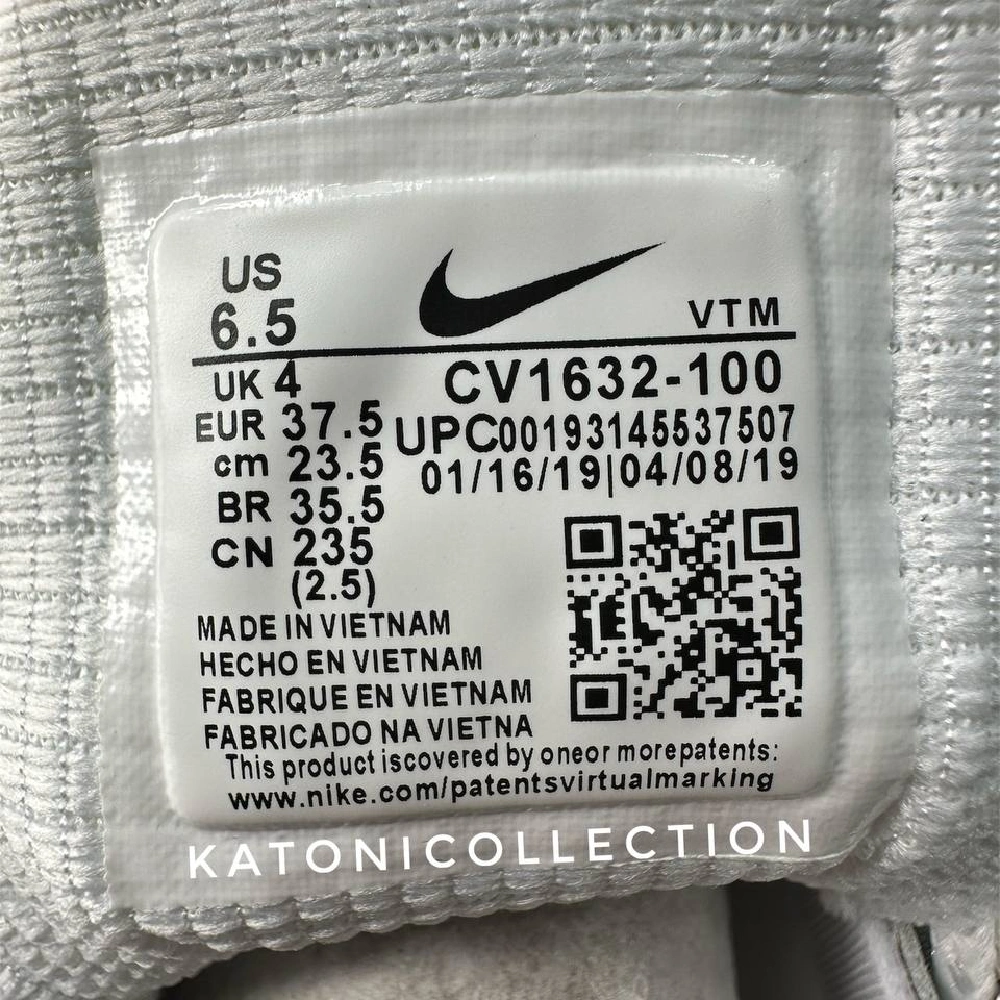 US
6.5
VTM
UK 4
CV1632-100
EUR 37.5
UPC00193145537507
cm 23.5
01/16/19|04/08/19
BR 35.5
CN 235
(2.5)
MADE IN VIETNAM
HECHO EN VIETNAM
FABRIQUE EN VIETNAM
FABRICADO NA VIETNA
This product iscovered by oneor morepatents:
www.nike.com/patentsvirtualmarking
KATONICOLLECTION